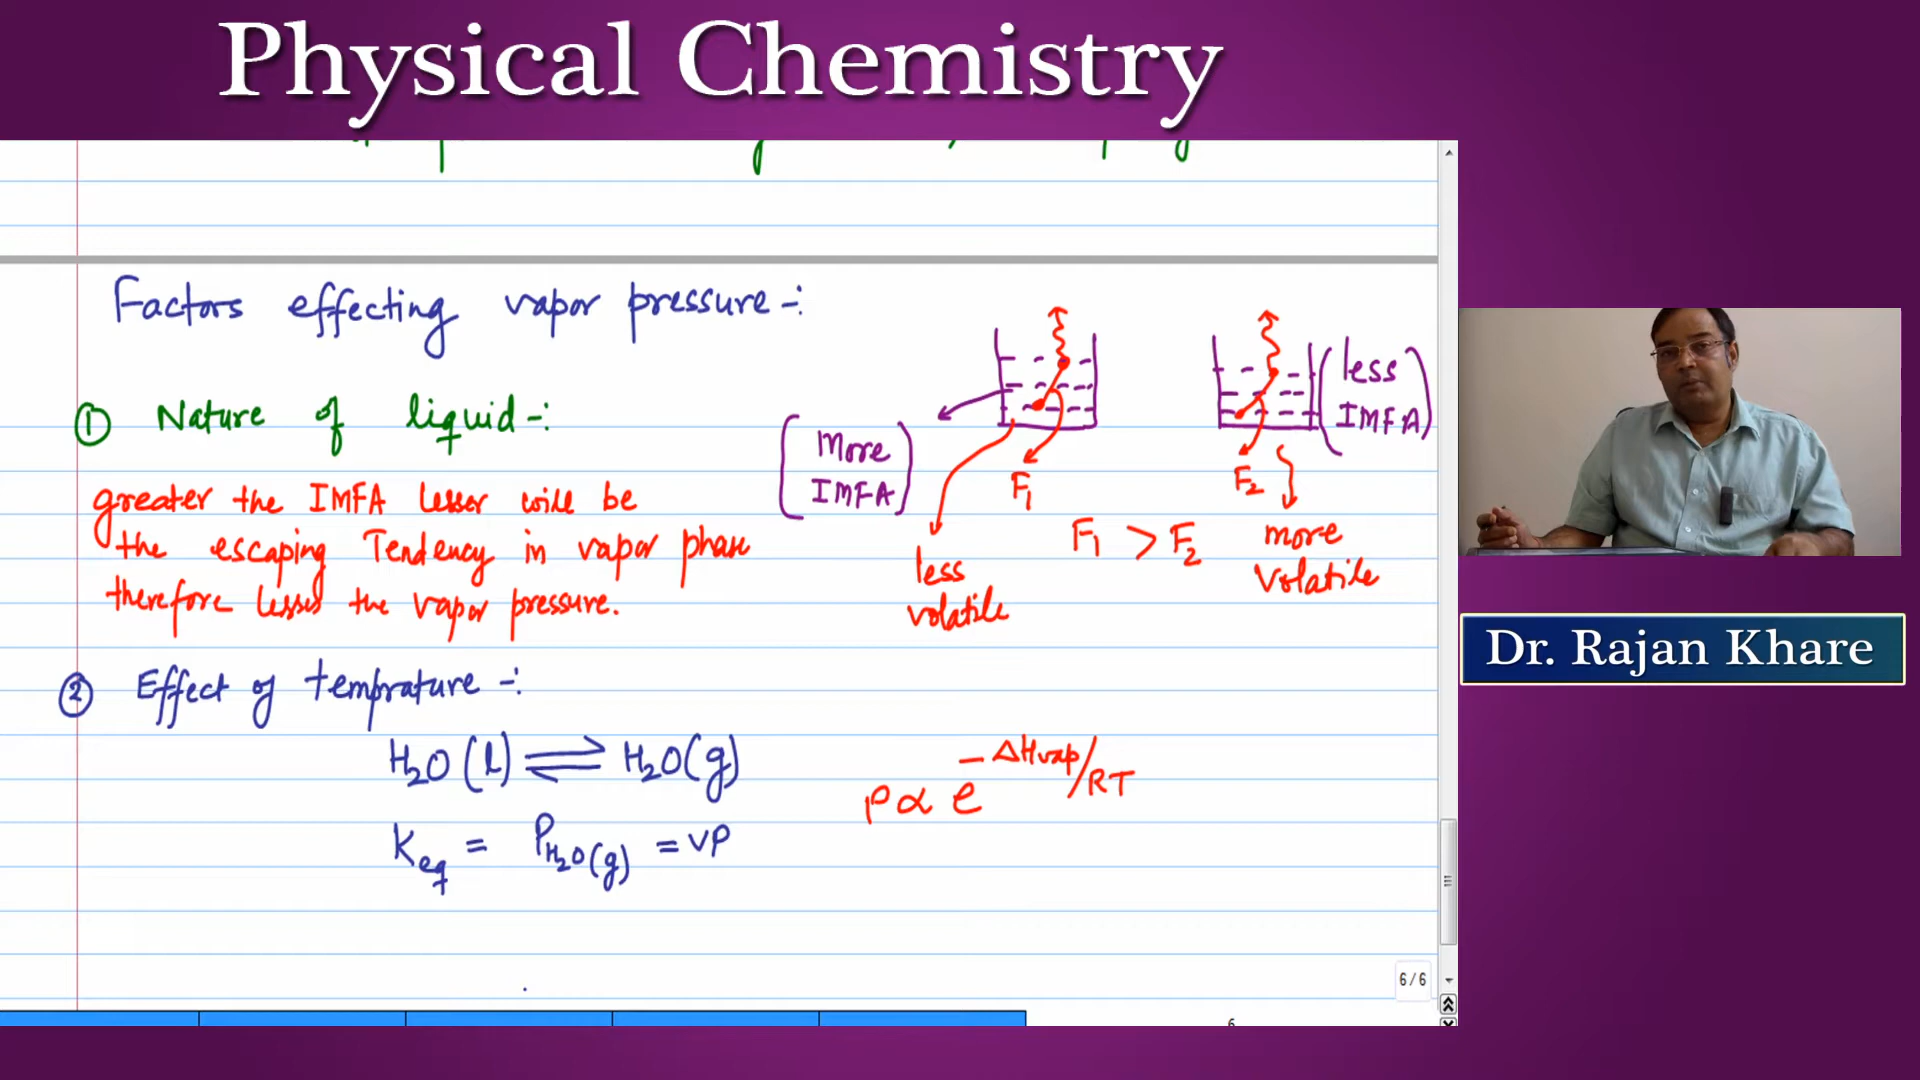 Physical Chemistry
Factors effecting vapor pressure -:
① Nature of liquid -:
greater the IMFA lesser will be
the escaping Tendency in vapor phase
therefore lesser the vapor pressure.
More
IMFA
F₁
less
volatile
F₁ > F₂
less
IMFA
F₂
more
volatile
② Effect of temprature -:
H₂O (l) ⇌ H₂O(g)
Keq = P H₂O(g) = VP
P ∝ e^-ΔHvap/RT
Dr. Rajan Khare
6/6
6